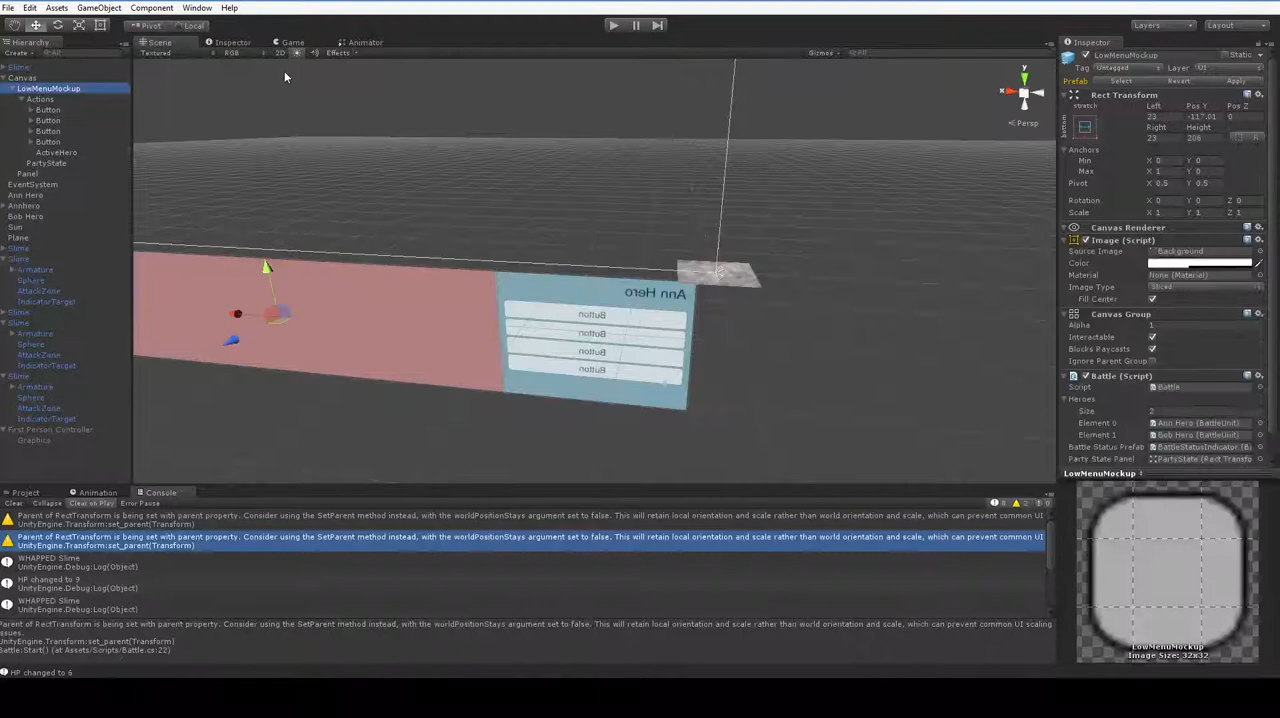 File Edit Assets GameObject Component Window Help
Pivot Local Layers Layout
Hierarchy Scene Inspector Game Animator Inspector
Create All Textured RGB 2D Effects Gizmos All
Slime
Canvas
LowMenuMockup
Actions
Button
Button
Button
Button
ActiveHero
PartyState
Panel
EventSystem
Ann Hero
Annhero
Bob Hero
Sun
Plane
Slime
Slime
Armature
Sphere
AttackZone
IndicatorTarget
Slime
Slime
Armature
Sphere
AttackZone
IndicatorTarget
Slime
Armature
Sphere
AttackZone
IndicatorTarget
First Person Controller
Graphics
y
x
Persp
Ann Hero
Button
Button
Button
Button
LowMenuMockup Static
Tag Untagged Layer UI
Prefab Select Revert Apply
Rect Transform
stretch Left Pos Y Pos Z
23 -117.01 0
bottom Right Height
23 206 R
Anchors
Min X 0 Y 0
Max X 1 Y 0
Pivot X 0.5 Y 0.5
Rotation X 0 Y 0 Z 0
Scale X 1 Y 1 Z 1
Canvas Renderer
Image (Script)
Source Image Background
Color
Material None (Material)
Image Type Sliced
Fill Center
Canvas Group
Alpha 1
Interactable
Blocks Raycasts
Ignore Parent Group
Battle (Script)
Script Battle
Heroes
Size 2
Element 0 Ann Hero (BattleUnit)
Element 1 Bob Hero (BattleUnit)
Battle Status Prefab BattleStatusIndicator (B
Party State Panel PartyState (Rect Transfo
LowMenuMockup
LowMenuMockup
Image Size: 32x32
Project Animation Console
Clear Collapse Clear on Play Error Pause
Parent of RectTransform is being set with parent property. Consider using the SetParent method instead, with the worldPositionStays argument set to false. This will retain local orientation and scale rather than world orientation and scale, which can prevent common UI
UnityEngine.Transform:set_parent(Transform)
Parent of RectTransform is being set with parent property. Consider using the SetParent method instead, with the worldPositionStays argument set to false. This will retain local orientation and scale rather than world orientation and scale, which can prevent common UI
UnityEngine.Transform:set_parent(Transform)
WHAPPED Slime
UnityEngine.Debug:Log(Object)
HP changed to 9
UnityEngine.Debug:Log(Object)
WHAPPED Slime
UnityEngine.Debug:Log(Object)
Parent of RectTransform is being set with parent property. Consider using the SetParent method instead, with the worldPositionStays argument set to false. This will retain local orientation and scale rather than world orientation and scale, which can prevent common UI scaling
issues.
UnityEngine.Transform:set_parent(Transform)
Battle:Start() (at Assets/Scripts/Battle.cs:22)
HP changed to 6